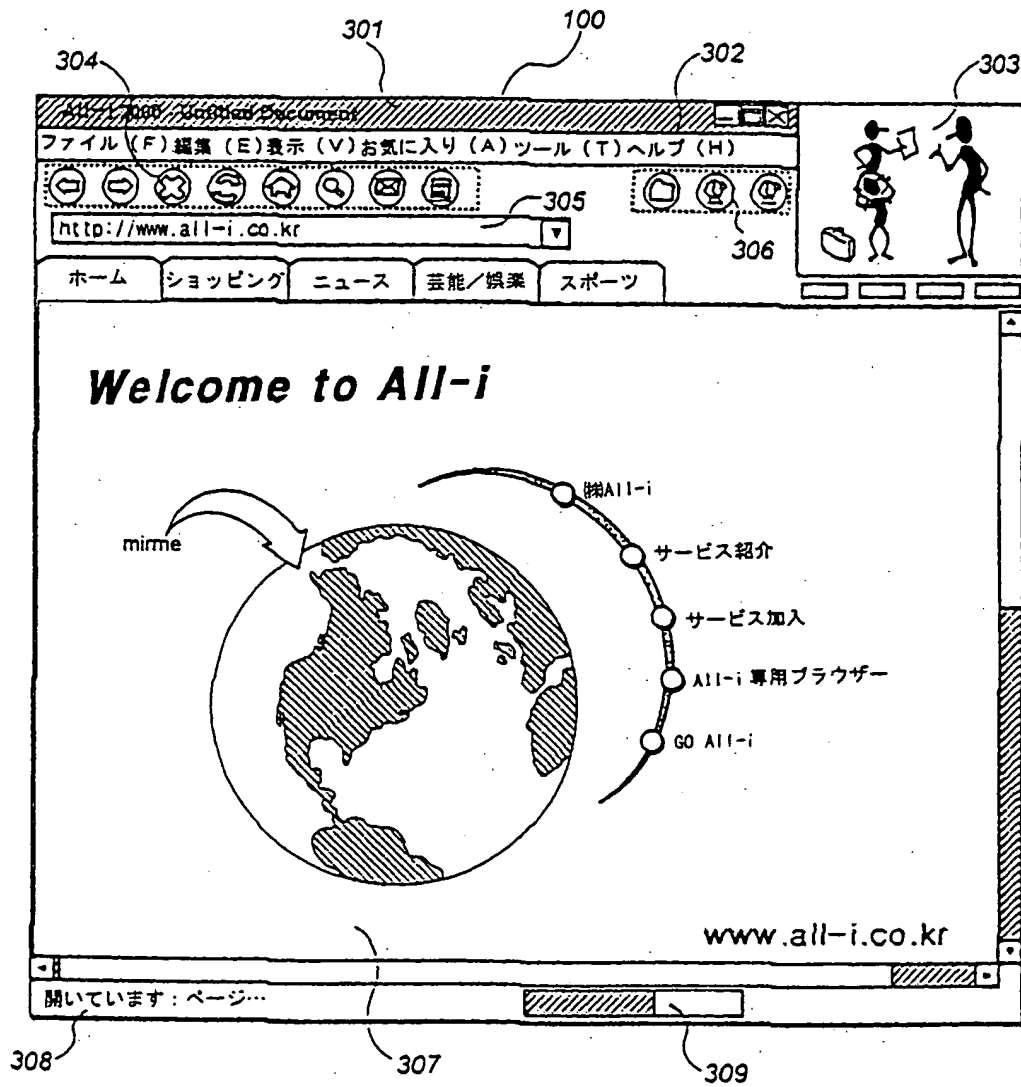 301
100
302
303
304
All-i 2000 - Untitled Document
ファイル (F) 編集 (E) 表示 (V) お気に入り (A) ツール (T) ヘルプ (H)
305
306
http://www.all-i.co.kr
ホーム ショッピング ニュース 芸能/娯楽 スポーツ
Welcome to All-i
㈱All-i
mirme
サービス紹介
サービス加入
All-i 専用ブラウザー
GO All-i
www.all-i.co.kr
開いています:ページ…
308
307
309